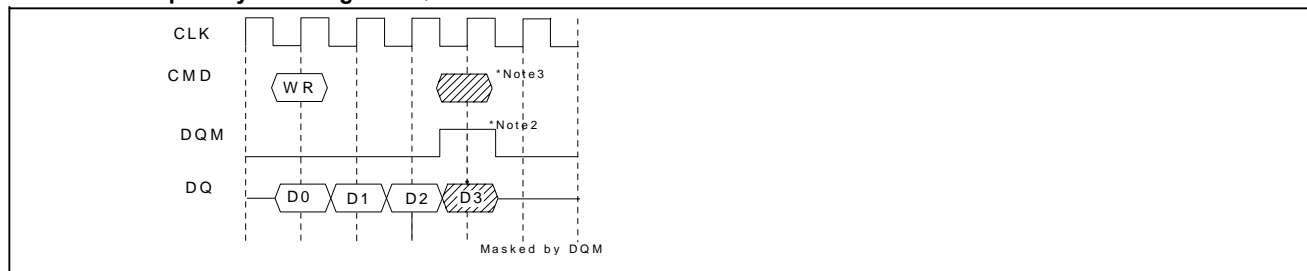 CLK
CMD
WR
*Note3
DQM
*Note2
DQ
D0 D1 D2 D3
Masked by DQM